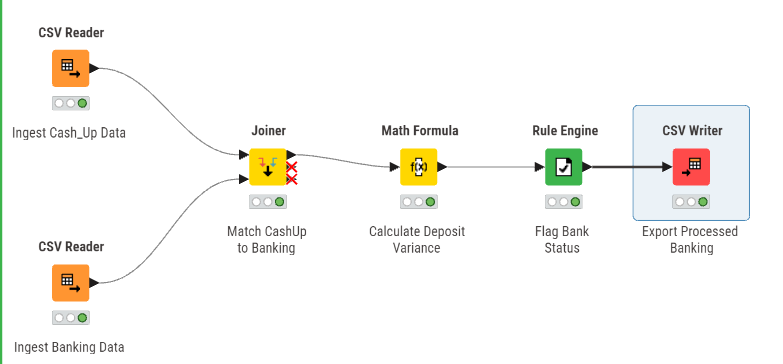 CSV Reader
Ingest Cash_Up Data
Joiner
Match CashUp
to Banking
Math Formula
f(x)
Calculate Deposit
Variance
Rule Engine
Flag Bank
Status
CSV Writer
Export Processed
Banking
CSV Reader
Ingest Banking Data